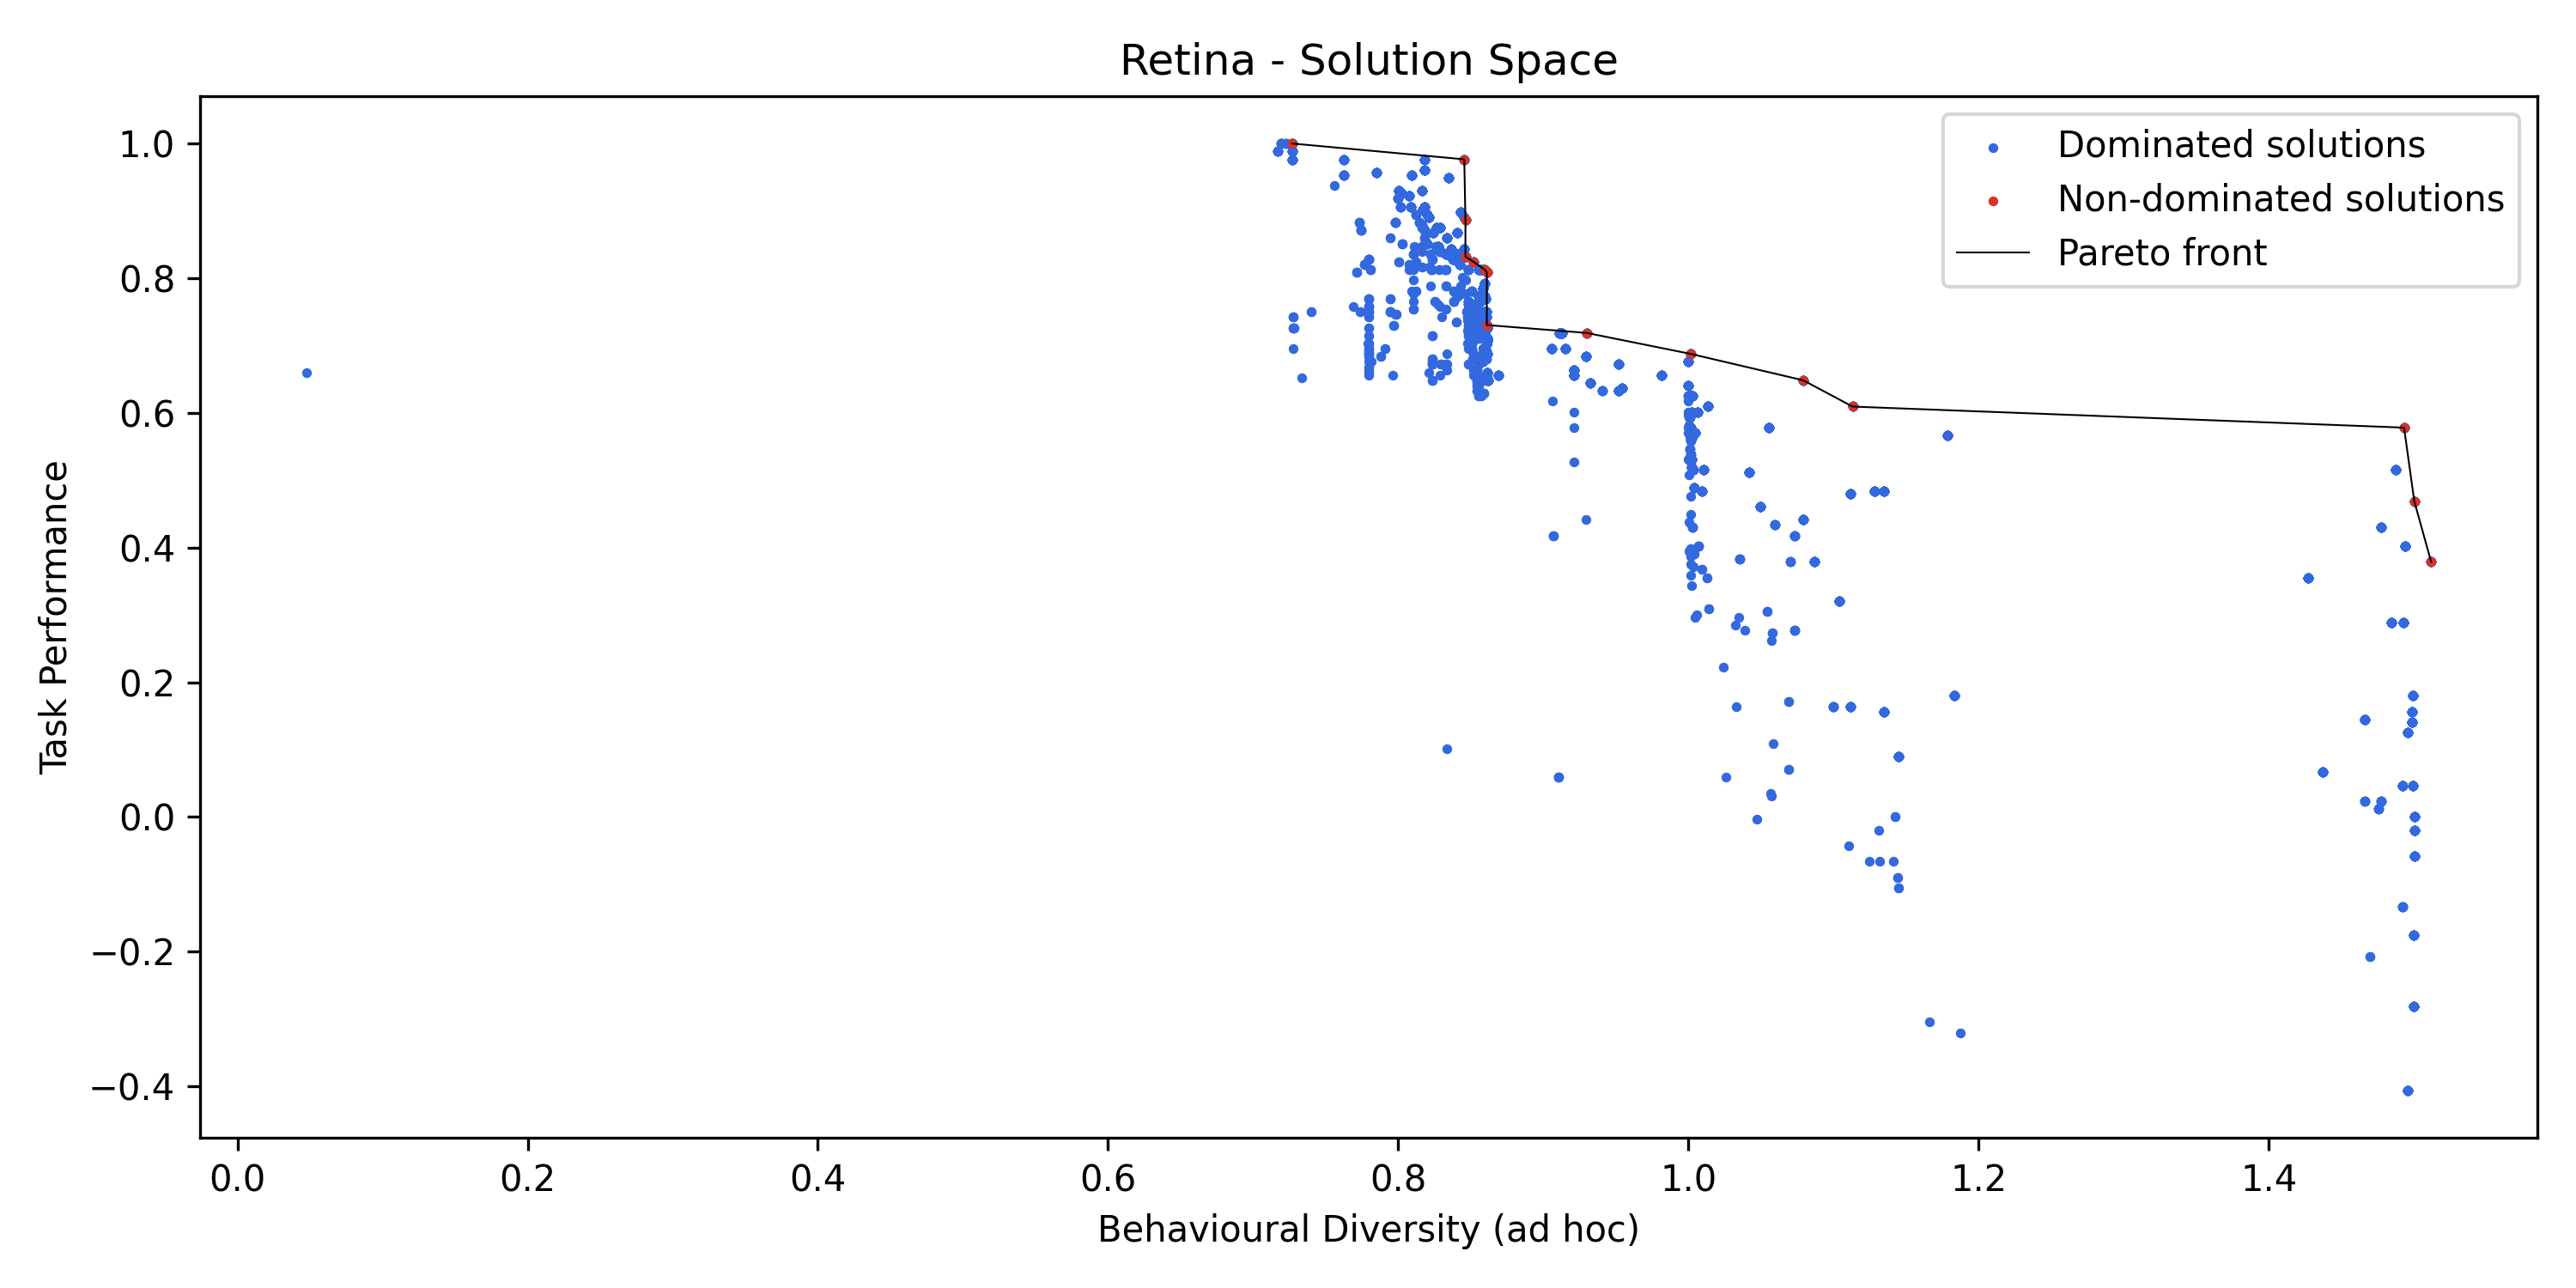 Retina - Solution Space
Dominated solutions
Non-dominated solutions
Pareto front
Task Performance
1.0
0.8
0.6
0.4
0.2
0.0
−0.2
−0.4
0.0 0.2 0.4 0.6 0.8 1.0 1.2 1.4
Behavioural Diversity (ad hoc)